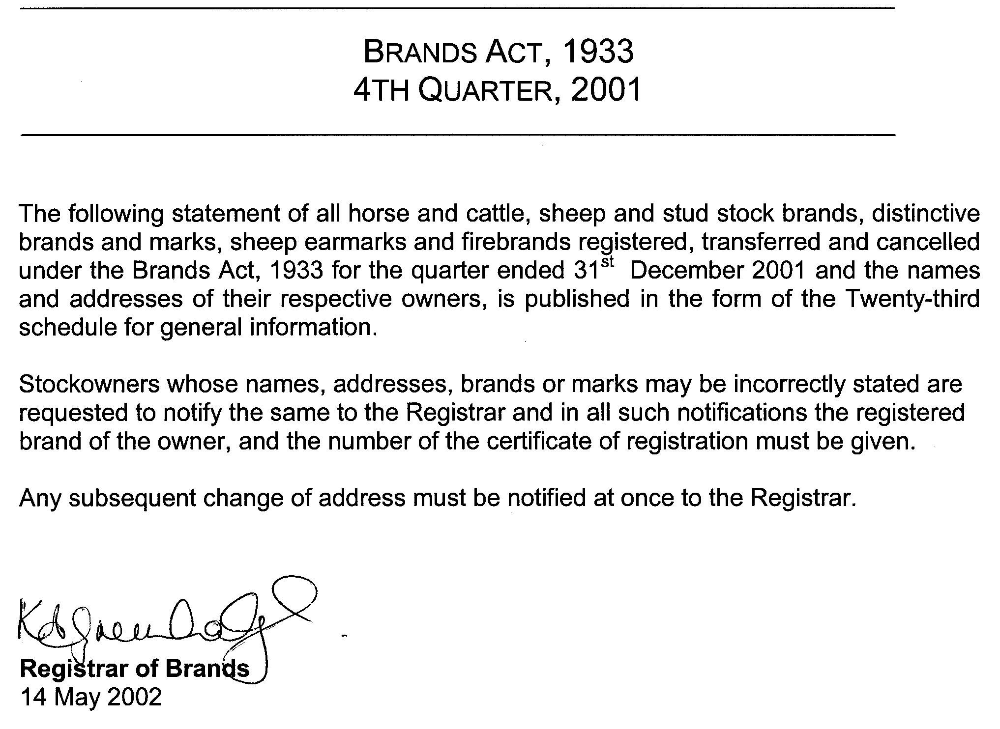 BRANDS ACT, 1933
4TH QUARTER, 2001
The following statement of all horse and cattle, sheep and stud stock brands, distinctive
brands and marks, sheep earmarks and firebrands registered, transferred and cancelled
under the Brands Act, 1933 for the quarter ended 31st December 2001 and the names
and addresses of their respective owners, is published in the form of the Twenty-third
schedule for general information.
Stockowners whose names, addresses, brands or marks may be incorrectly stated are
requested to notify the same to the Registrar and in all such notifications the registered
brand of the owner, and the number of the certificate of registration must be given.
Any subsequent change of address must be notified at once to the Registrar.
Registrar of Brands
14 May 2002